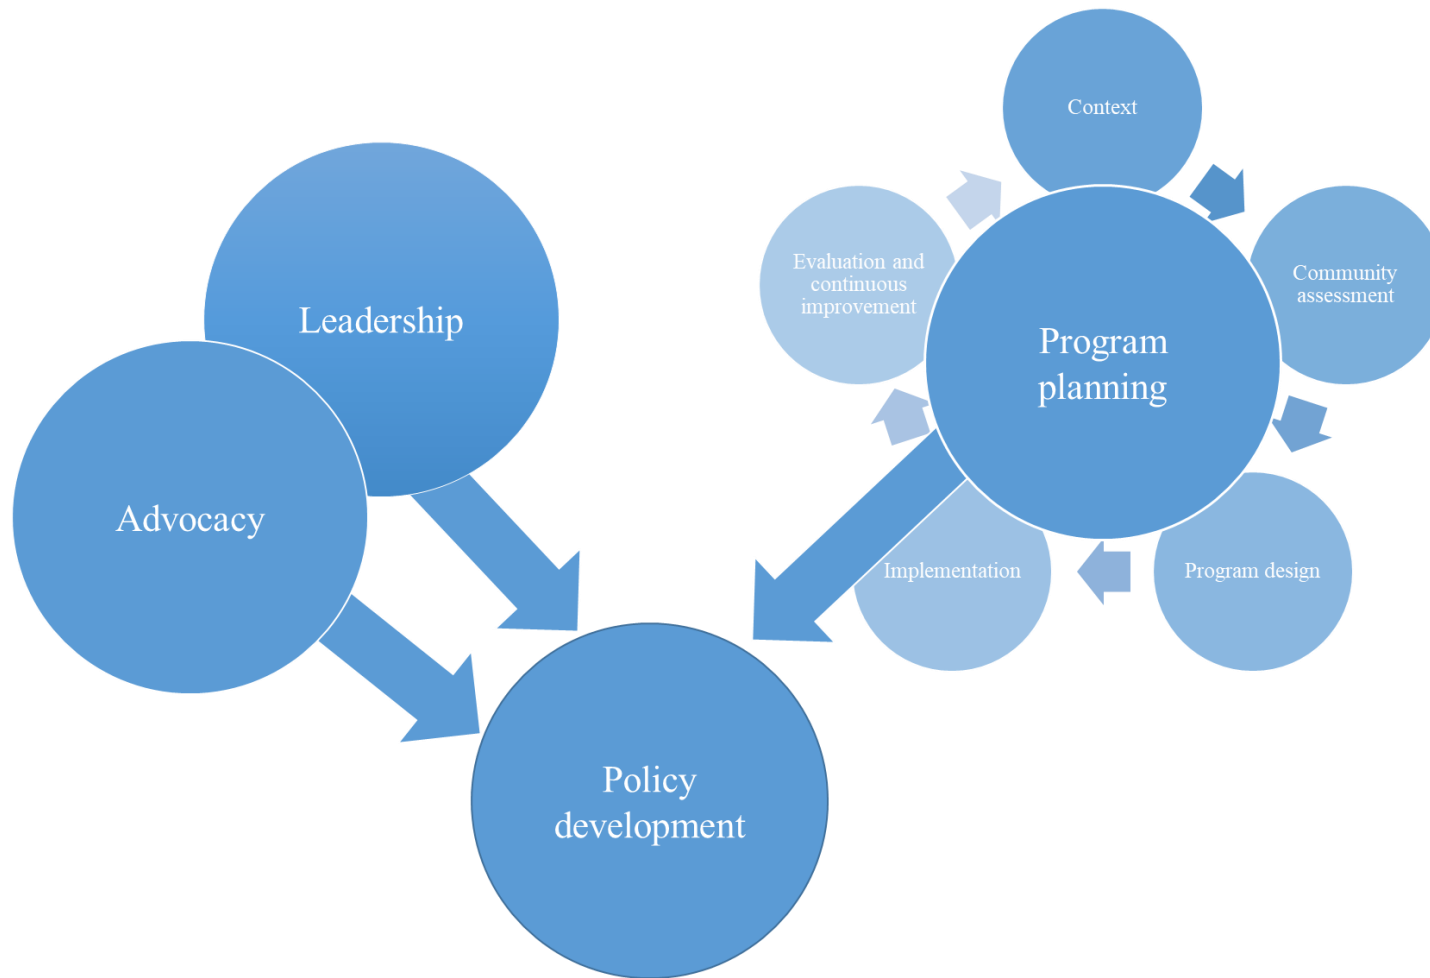 Context
Evaluation and
continuous
improvement
Community
assessment
Leadership
Program
planning
Advocacy
Implementation
Program design
Policy
development